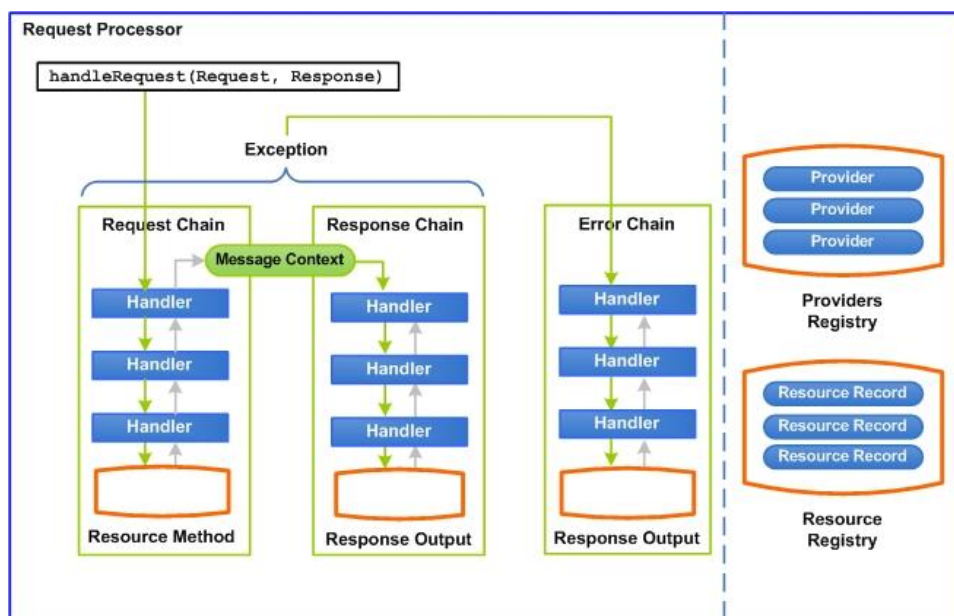 Request Processor
handleRequest(Request, Response)
Exception
Request Chain
Response Chain
Error Chain
Message Context
Handler
Handler
Handler
Resource Method
Handler
Handler
Handler
Response Output
Handler
Handler
Handler
Response Output
Provider
Provider
Provider
Providers
Registry
Resource Record
Resource Record
Resource Record
Resource
Registry